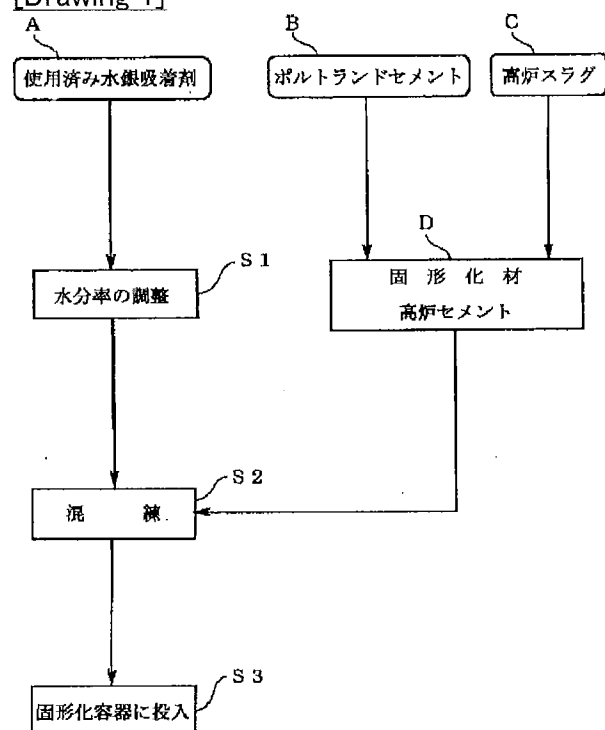 [Drawing 1]
A
B
C
使用済み水銀吸着剤
ポルトランドセメント
高炉スラグ
D
S1
水分率の調整
固形化材
高炉セメント
S2
混練
S3
固形化容器に投入